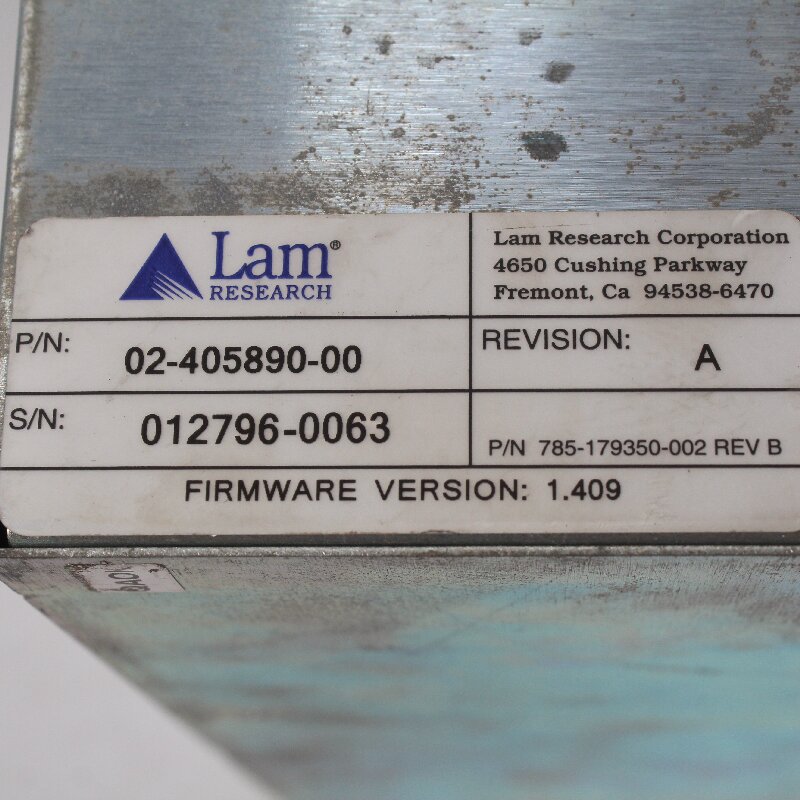 Lam®
RESEARCH
Lam Research Corporation
4650 Cushing Parkway
Fremont, Ca 94538-6470
P/N: 02-405890-00
REVISION: A
S/N: 012796-0063
P/N 785-179350-002 REV B
FIRMWARE VERSION: 1.409